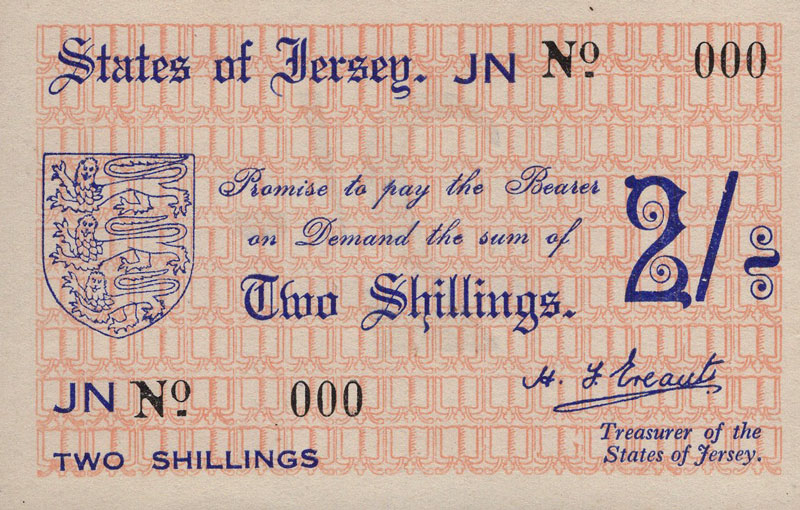 States of Jersey. JN Nº 000
Promise to pay the Bearer
on Demand the sum of
Two Shillings.
2/-
JN Nº 000
H. F. Ereaut
TWO SHILLINGS
Treasurer of the
States of Jersey.